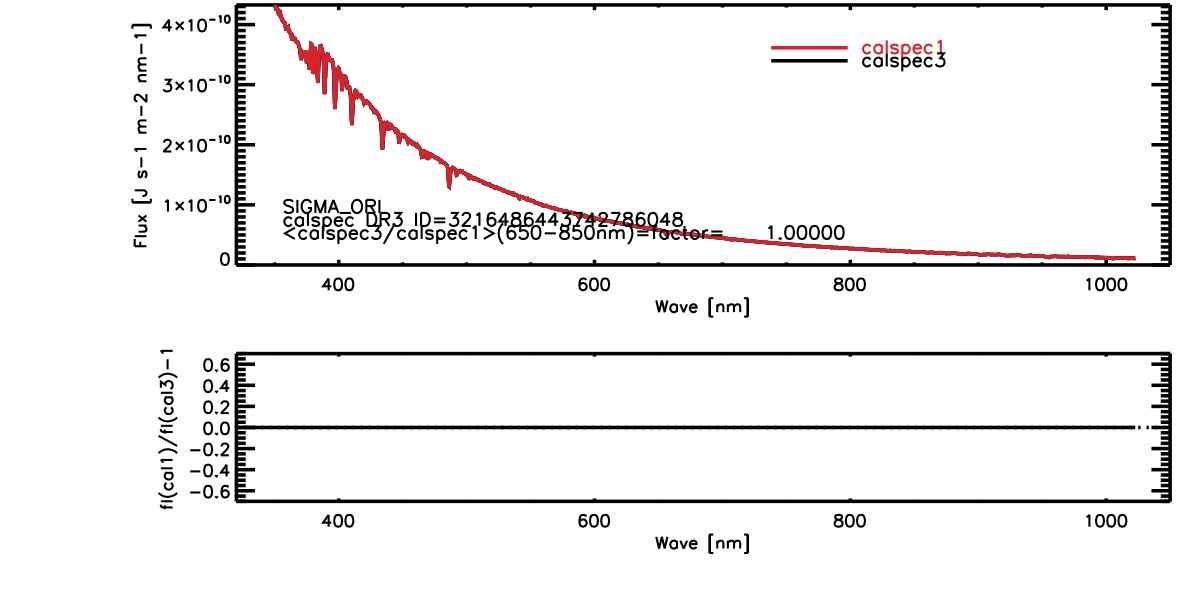 4×10−10
3×10−10
2×10−10
1×10−10
0
Flux [J s−1 m−2 nm−1]
calspec1
calspec3
SIGMA_ORI
calspec DR3 ID=3216486443742786048
<calspec3/calspec1>(650−850nm)=factor= 1.00000
400 600 800 1000
Wave [nm]
0.6
0.4
0.2
0.0
−0.2
−0.4
−0.6
fl(cal1)/fl(cal3)−1
400 600 800 1000
Wave [nm]